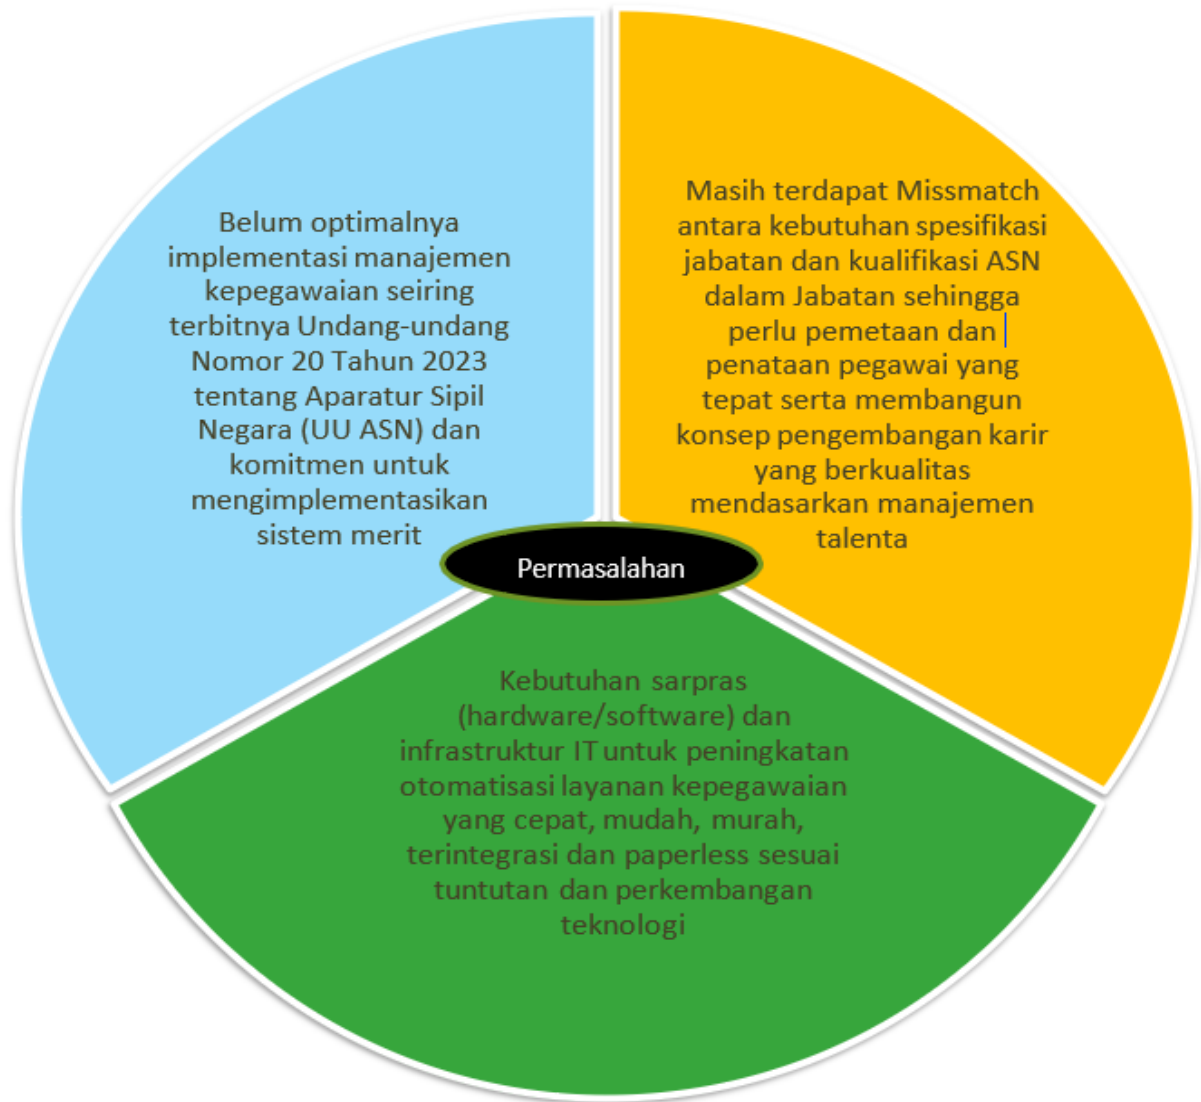 Belum optimalnya
implementasi manajemen
kepegawaian seiring
terbitnya Undang-undang
Nomor 20 Tahun 2023
tentang Aparatur Sipil
Negara (UU ASN) dan
komitmen untuk
mengimplementasikan
sistem merit
Masih terdapat Missmatch
antara kebutuhan spesifikasi
jabatan dan kualifikasi ASN
dalam Jabatan sehingga
perlu pemetaan dan
penataan pegawai yang
tepat serta membangun
konsep pengembangan karir
yang berkualitas
mendasarkan manajemen
talenta
Permasalahan
Kebutuhan sarpras
(hardware/software) dan
infrastruktur IT untuk peningkatan
otomatisasi layanan kepegawaian
yang cepat, mudah, murah,
terintegrasi dan paperless sesuai
tuntutan dan perkembangan
teknologi